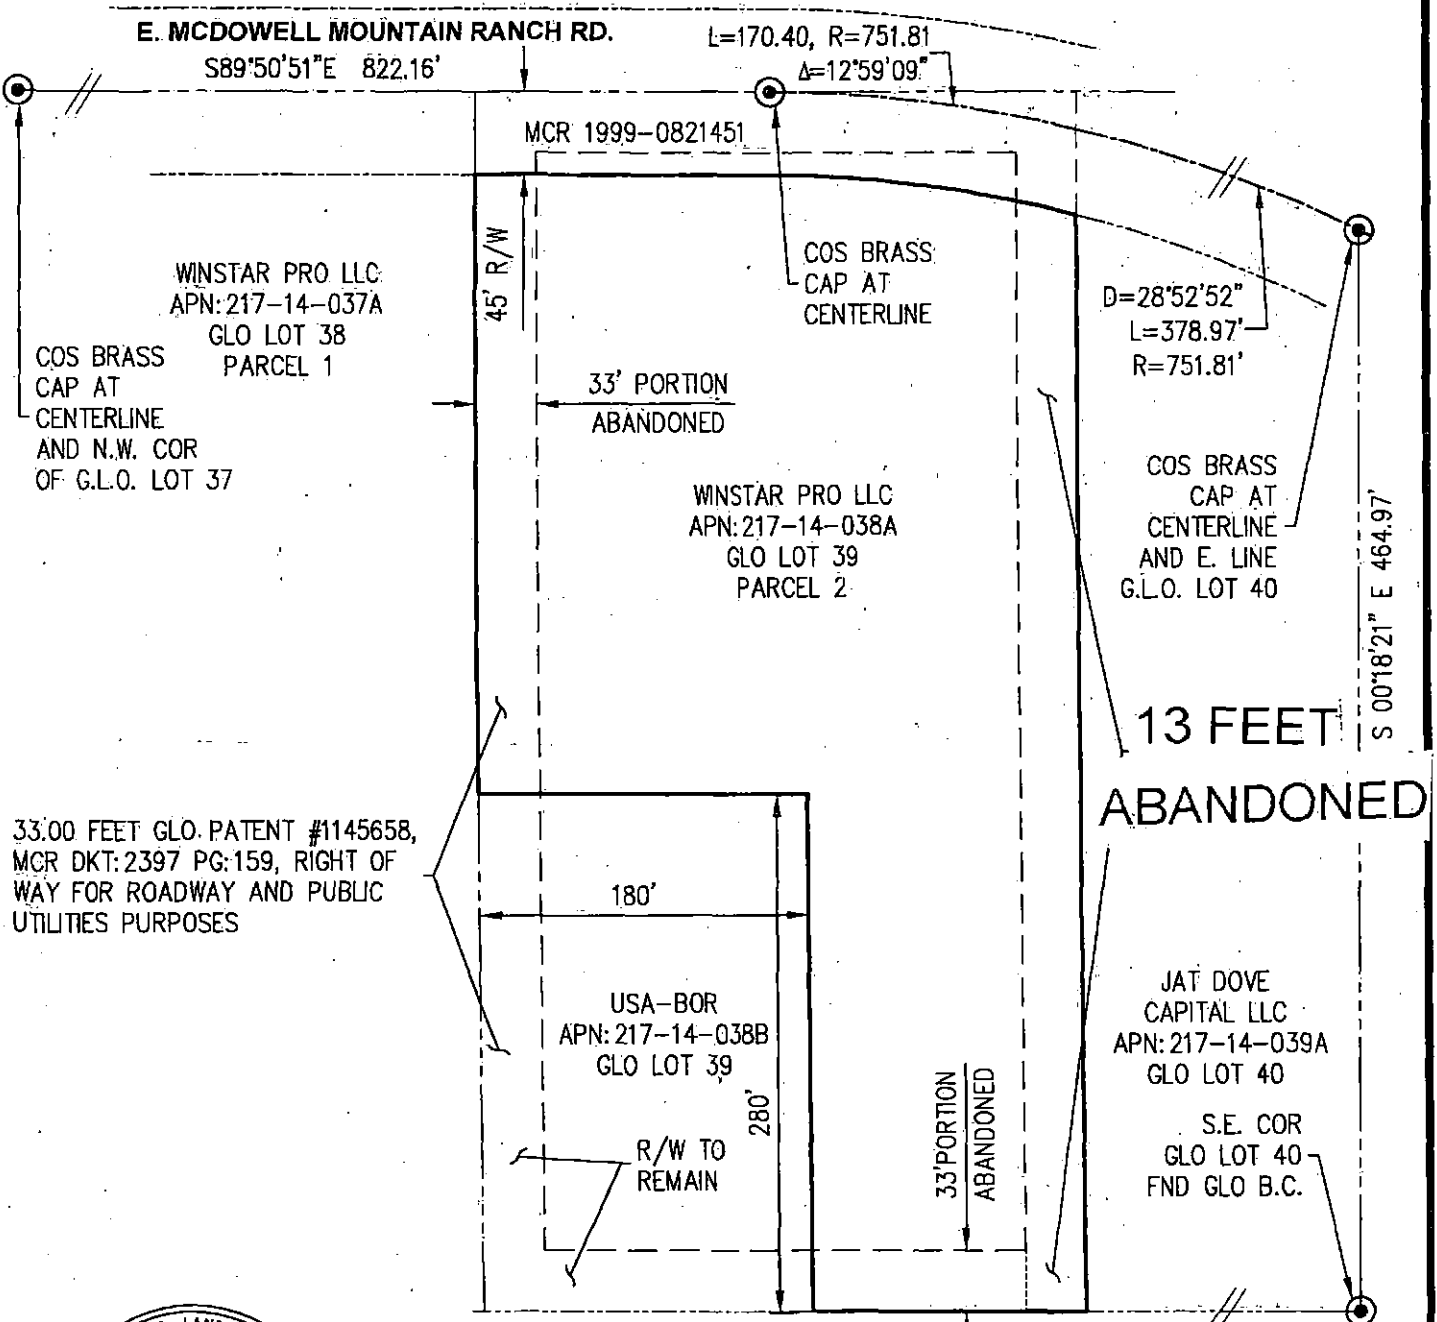 E. MCDOWELL MOUNTAIN RANCH RD.
S89°50'51"E 822.16'
L=170.40, R=751.81
Δ=12°59'09"
MCR 1999-0821451
45' R/W
WINSTAR PRO LLC
APN:217-14-037A
GLO LOT 38
PARCEL 1
COS BRASS
CAP AT
CENTERLINE
AND N.W. COR
OF G.L.O. LOT 37
33' PORTION
ABANDONED
COS BRASS
CAP AT
CENTERLINE
D=28°52'52"
L=378.97'
R=751.81'
WINSTAR PRO LLC
APN:217-14-038A
GLO LOT 39
PARCEL 2
COS BRASS
CAP AT
CENTERLINE
AND E. LINE
G.L.O. LOT 40
S 00°18'21" E 464.97'
13 FEET
ABANDONED
33.00 FEET GLO PATENT #1145658,
MCR DKT:2397 PG:159, RIGHT OF
WAY FOR ROADWAY AND PUBLIC
UTILITIES PURPOSES
180'
USA-BOR
APN:217-14-038B
GLO LOT 39
280'
R/W TO
REMAIN
33'PORTION
ABANDONED
JAT DOVE
CAPITAL LLC
APN:217-14-039A
GLO LOT 40
S.E. COR
GLO LOT 40
FND GLO B.C.
LAND